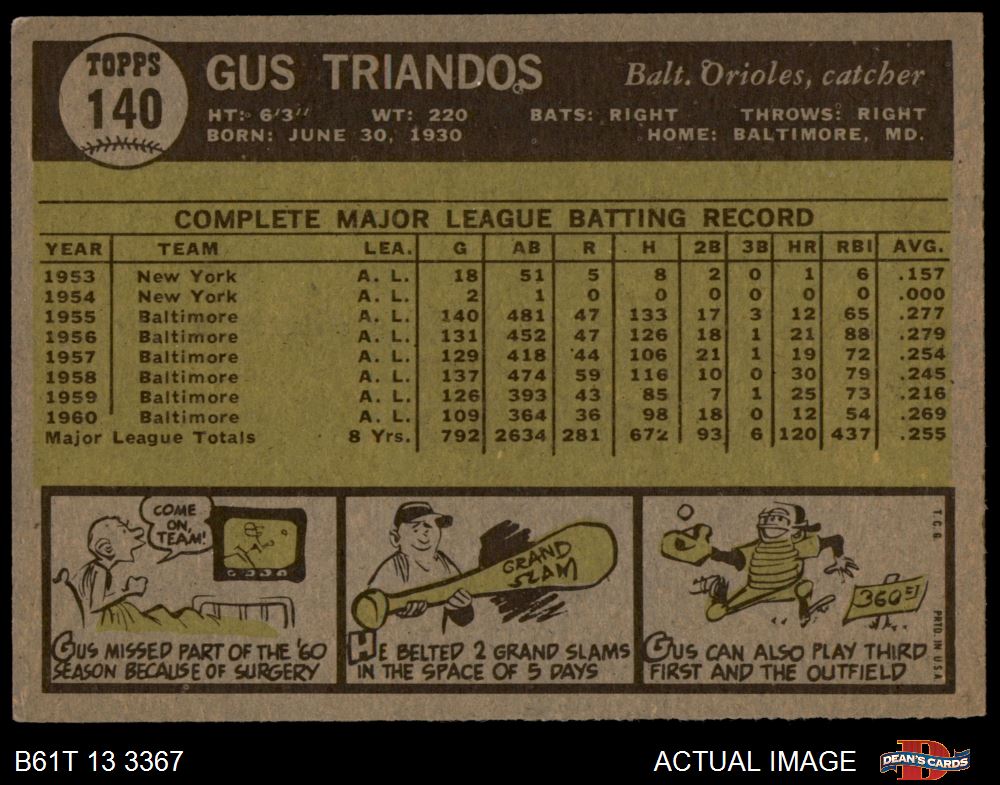 TOPPS
140
GUS TRIANDOS
Balt. Orioles, catcher
HT: 6'3" WT: 220 BATS: RIGHT THROWS: RIGHT
BORN: JUNE 30, 1930 HOME: BALTIMORE, MD.
COMPLETE MAJOR LEAGUE BATTING RECORD
YEAR TEAM LEA. G AB R H 2B 3B HR RBI AVG.
1953 New York A. L. 18 51 5 8 2 0 1 6 .157
1954 New York A. L. 2 1 0 0 0 0 0 0 .000
1955 Baltimore A. L. 140 481 47 133 17 3 12 65 .277
1956 Baltimore A. L. 131 452 47 126 18 1 21 88 .279
1957 Baltimore A. L. 129 418 44 106 21 1 19 72 .254
1958 Baltimore A. L. 137 474 59 116 10 0 30 79 .245
1959 Baltimore A. L. 126 393 43 85 7 1 25 73 .216
1960 Baltimore A. L. 109 364 36 98 18 0 12 54 .269
Major League Totals 8 Yrs. 792 2634 281 672 93 6 120 437 .255
COME
ON,
TEAM!
GUS MISSED PART OF THE '60
SEASON BECAUSE OF SURGERY
GRAND
SLAM
HE BELTED 2 GRAND SLAMS
IN THE SPACE OF 5 DAYS
360 FT
GUS CAN ALSO PLAY THIRD
FIRST AND THE OUTFIELD
T.C.G.
PRTD. IN U.S.A.
B61T 13 3367
ACTUAL IMAGE
DEAN'S CARDS